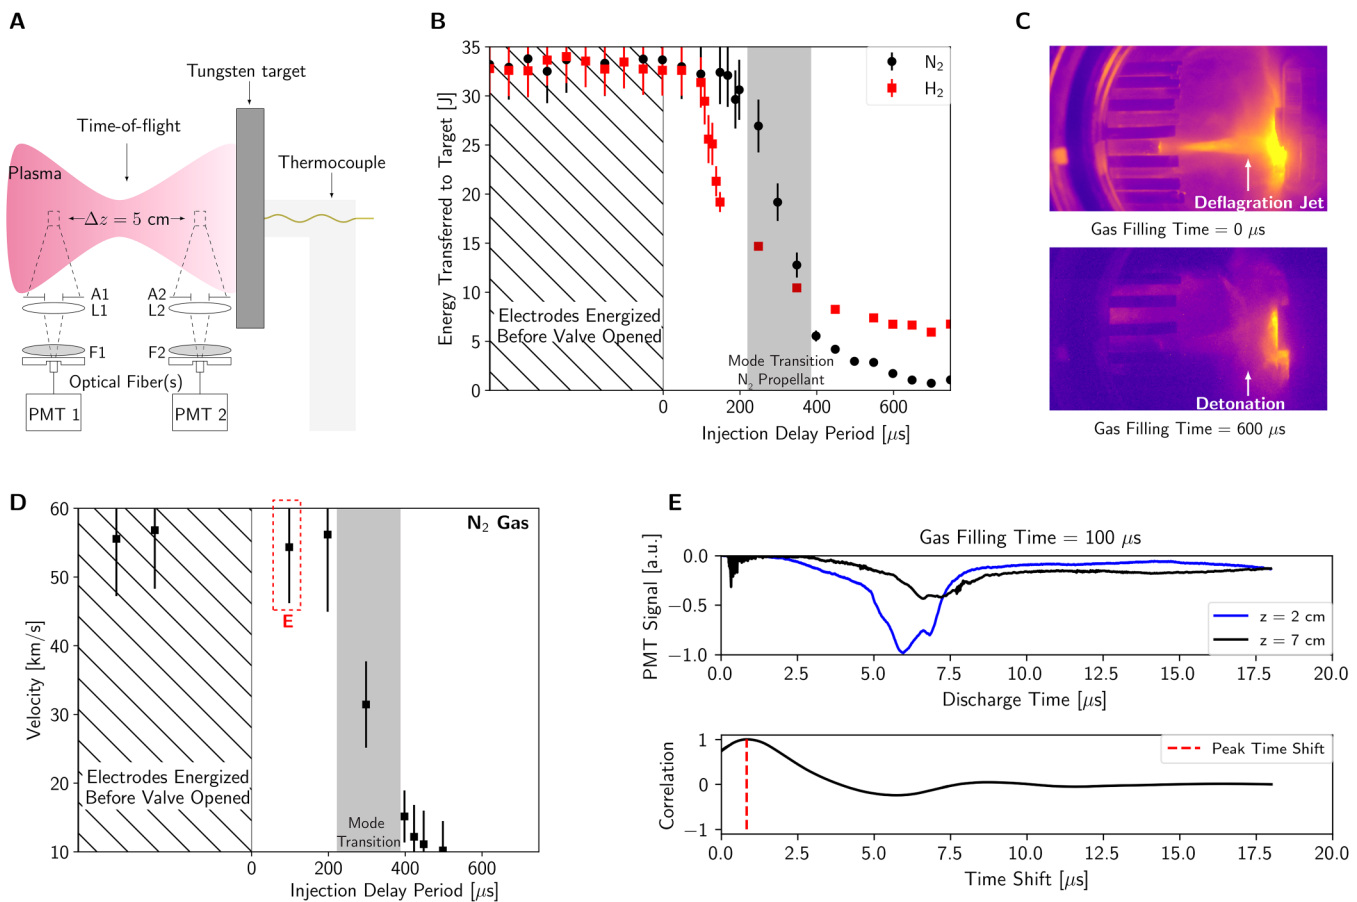 A
Tungsten target
Time-of-flight
Thermocouple
Plasma
Δz = 5 cm
A1
L1
A2
L2
F1
F2
Optical Fiber(s)
PMT 1
PMT 2
B
Energy Transferred to Target [J]
35
30
25
20
15
10
5
0
N₂
H₂
Electrodes Energized
Before Valve Opened
Mode Transition
N₂ Propellant
0
200
400
600
Injection Delay Period [μs]
C
Deflagration Jet
Gas Filling Time = 0 μs
Detonation
Gas Filling Time = 600 μs
D
Velocity [km/s]
60
50
40
30
20
10
N₂ Gas
E
Electrodes Energized
Before Valve Opened
Mode
Transition
0
200
400
600
Injection Delay Period [μs]
E
Gas Filling Time = 100 μs
PMT Signal [a.u.]
0.0
−0.5
−1.0
z = 2 cm
z = 7 cm
0.0
2.5
5.0
7.5
10.0
12.5
15.0
17.5
20.0
Discharge Time [μs]
Correlation
1
0
−1
Peak Time Shift
0.0
2.5
5.0
7.5
10.0
12.5
15.0
17.5
20.0
Time Shift [μs]